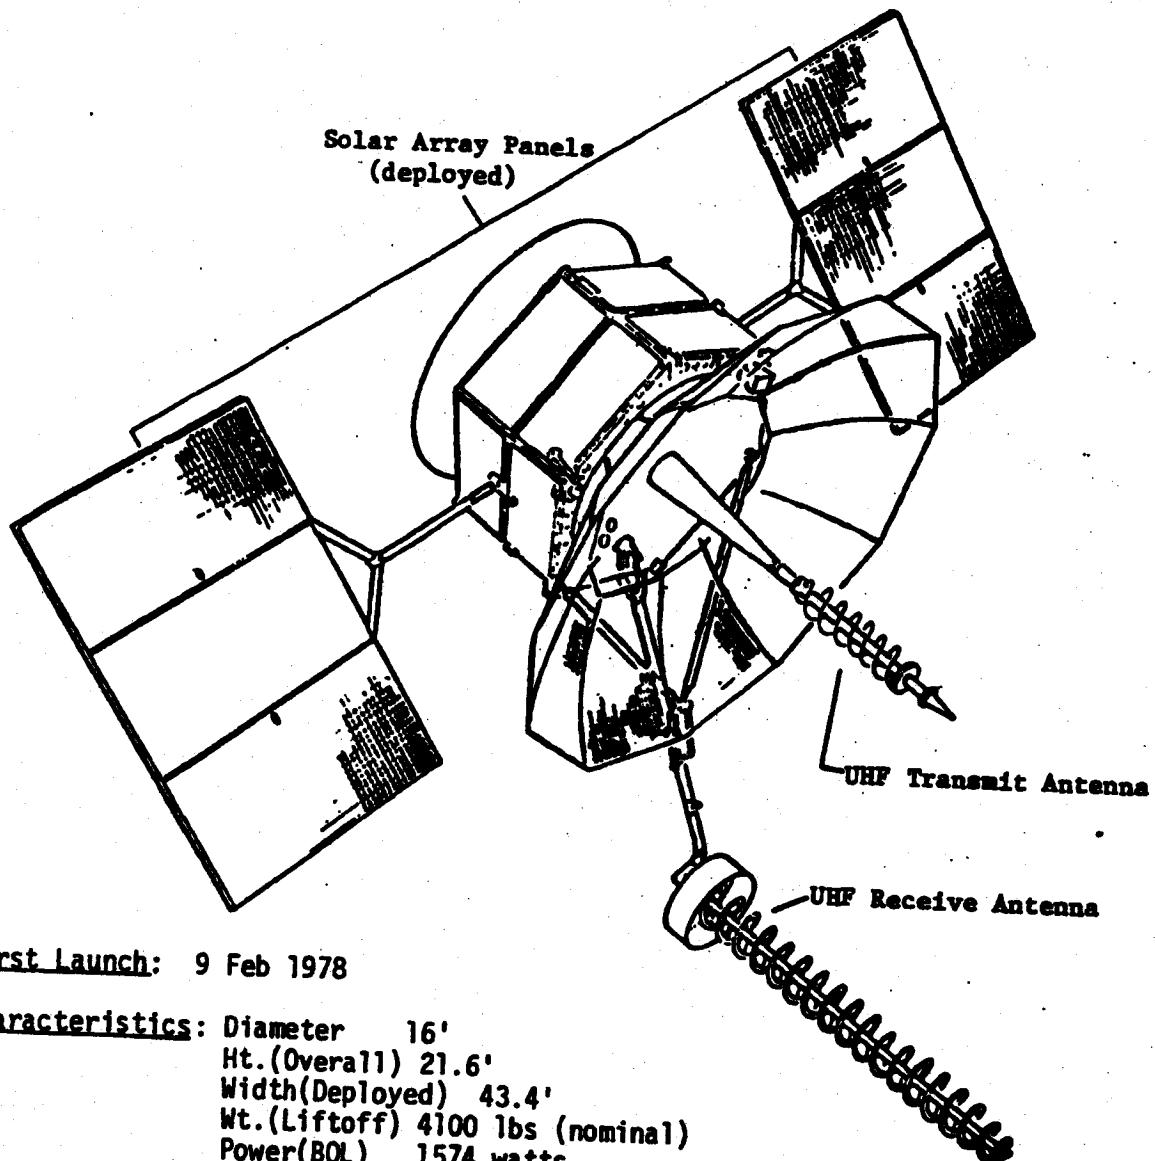 Solar Array Panels
(deployed)
UHF Transmit Antenna
UHF Receive Antenna
rst Launch: 9 Feb 1978
aracteristics: Diameter 16'
Ht.(Overall) 21.6'
Width(Deployed) 43.4'
Wt.(Liftoff) 4100 lbs (nominal)
Power(BOL) 1574 watts